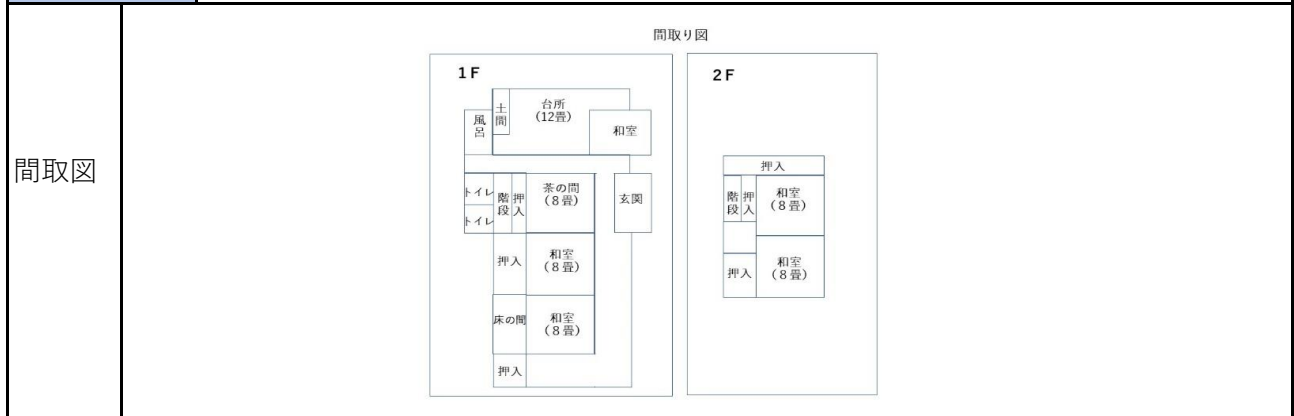 間取図
間取り図
1F
土間
台所
(12畳)
風呂
和室
トイレ
トイレ
階段
押入
茶の間
(8畳)
玄関
押入
和室
(8畳)
床の間
和室
(8畳)
押入
2F
押入
階段
押入
和室
(8畳)
押入
和室
(8畳)